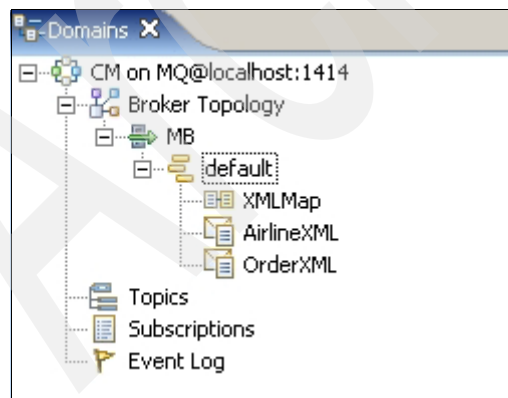 Domains
CM on MQ@localhost:1414
Broker Topology
MB
default
XMLMap
AirlineXML
OrderXML
Topics
Subscriptions
Event Log